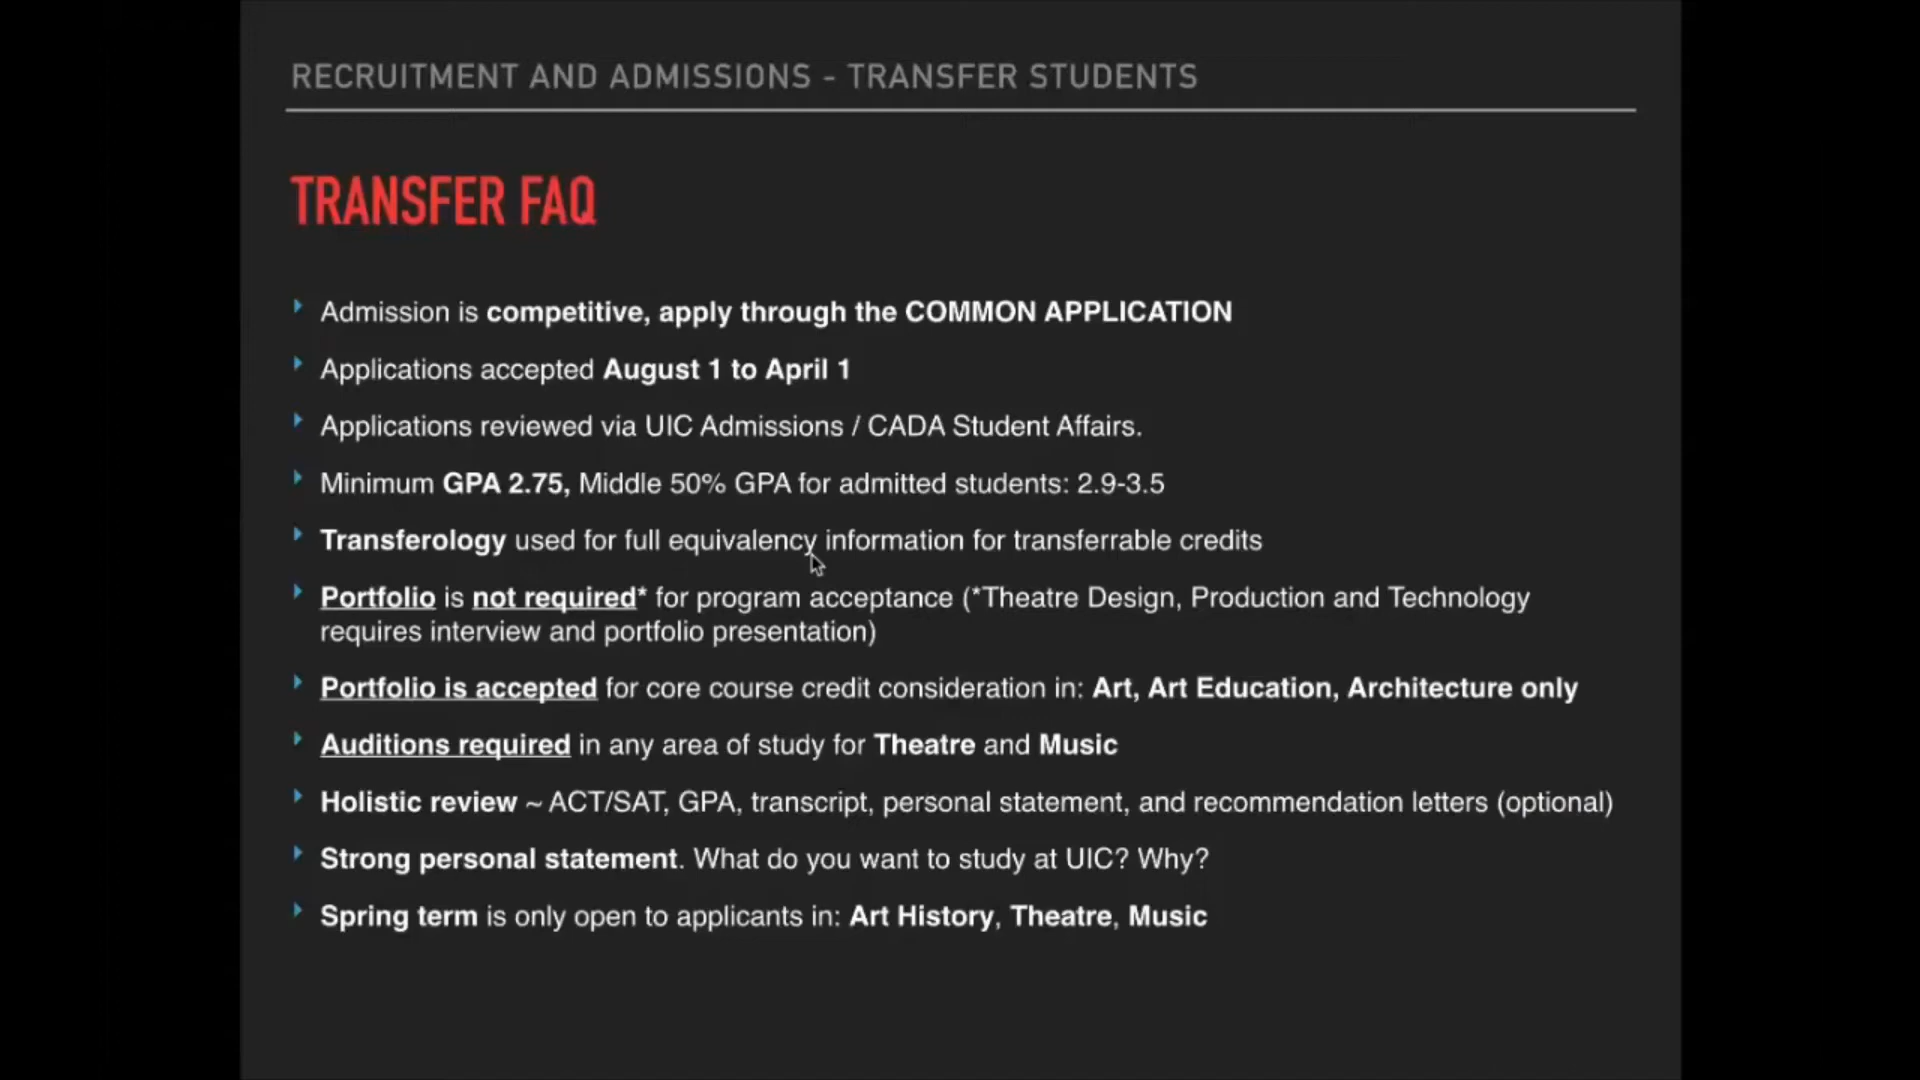 RECRUITMENT AND ADMISSIONS - TRANSFER STUDENTS
TRANSFER FAQ
Admission is competitive, apply through the COMMON APPLICATION
Applications accepted August 1 to April 1
Applications reviewed via UIC Admissions / CADA Student Affairs.
Minimum GPA 2.75, Middle 50% GPA for admitted students: 2.9-3.5
Transferology used for full equivalency information for transferrable credits
Portfolio is not required* for program acceptance (*Theatre Design, Production and Technology
requires interview and portfolio presentation)
Portfolio is accepted for core course credit consideration in: Art, Art Education, Architecture only
Auditions required in any area of study for Theatre and Music
Holistic review ~ ACT/SAT, GPA, transcript, personal statement, and recommendation letters (optional)
Strong personal statement. What do you want to study at UIC? Why?
Spring term is only open to applicants in: Art History, Theatre, Music